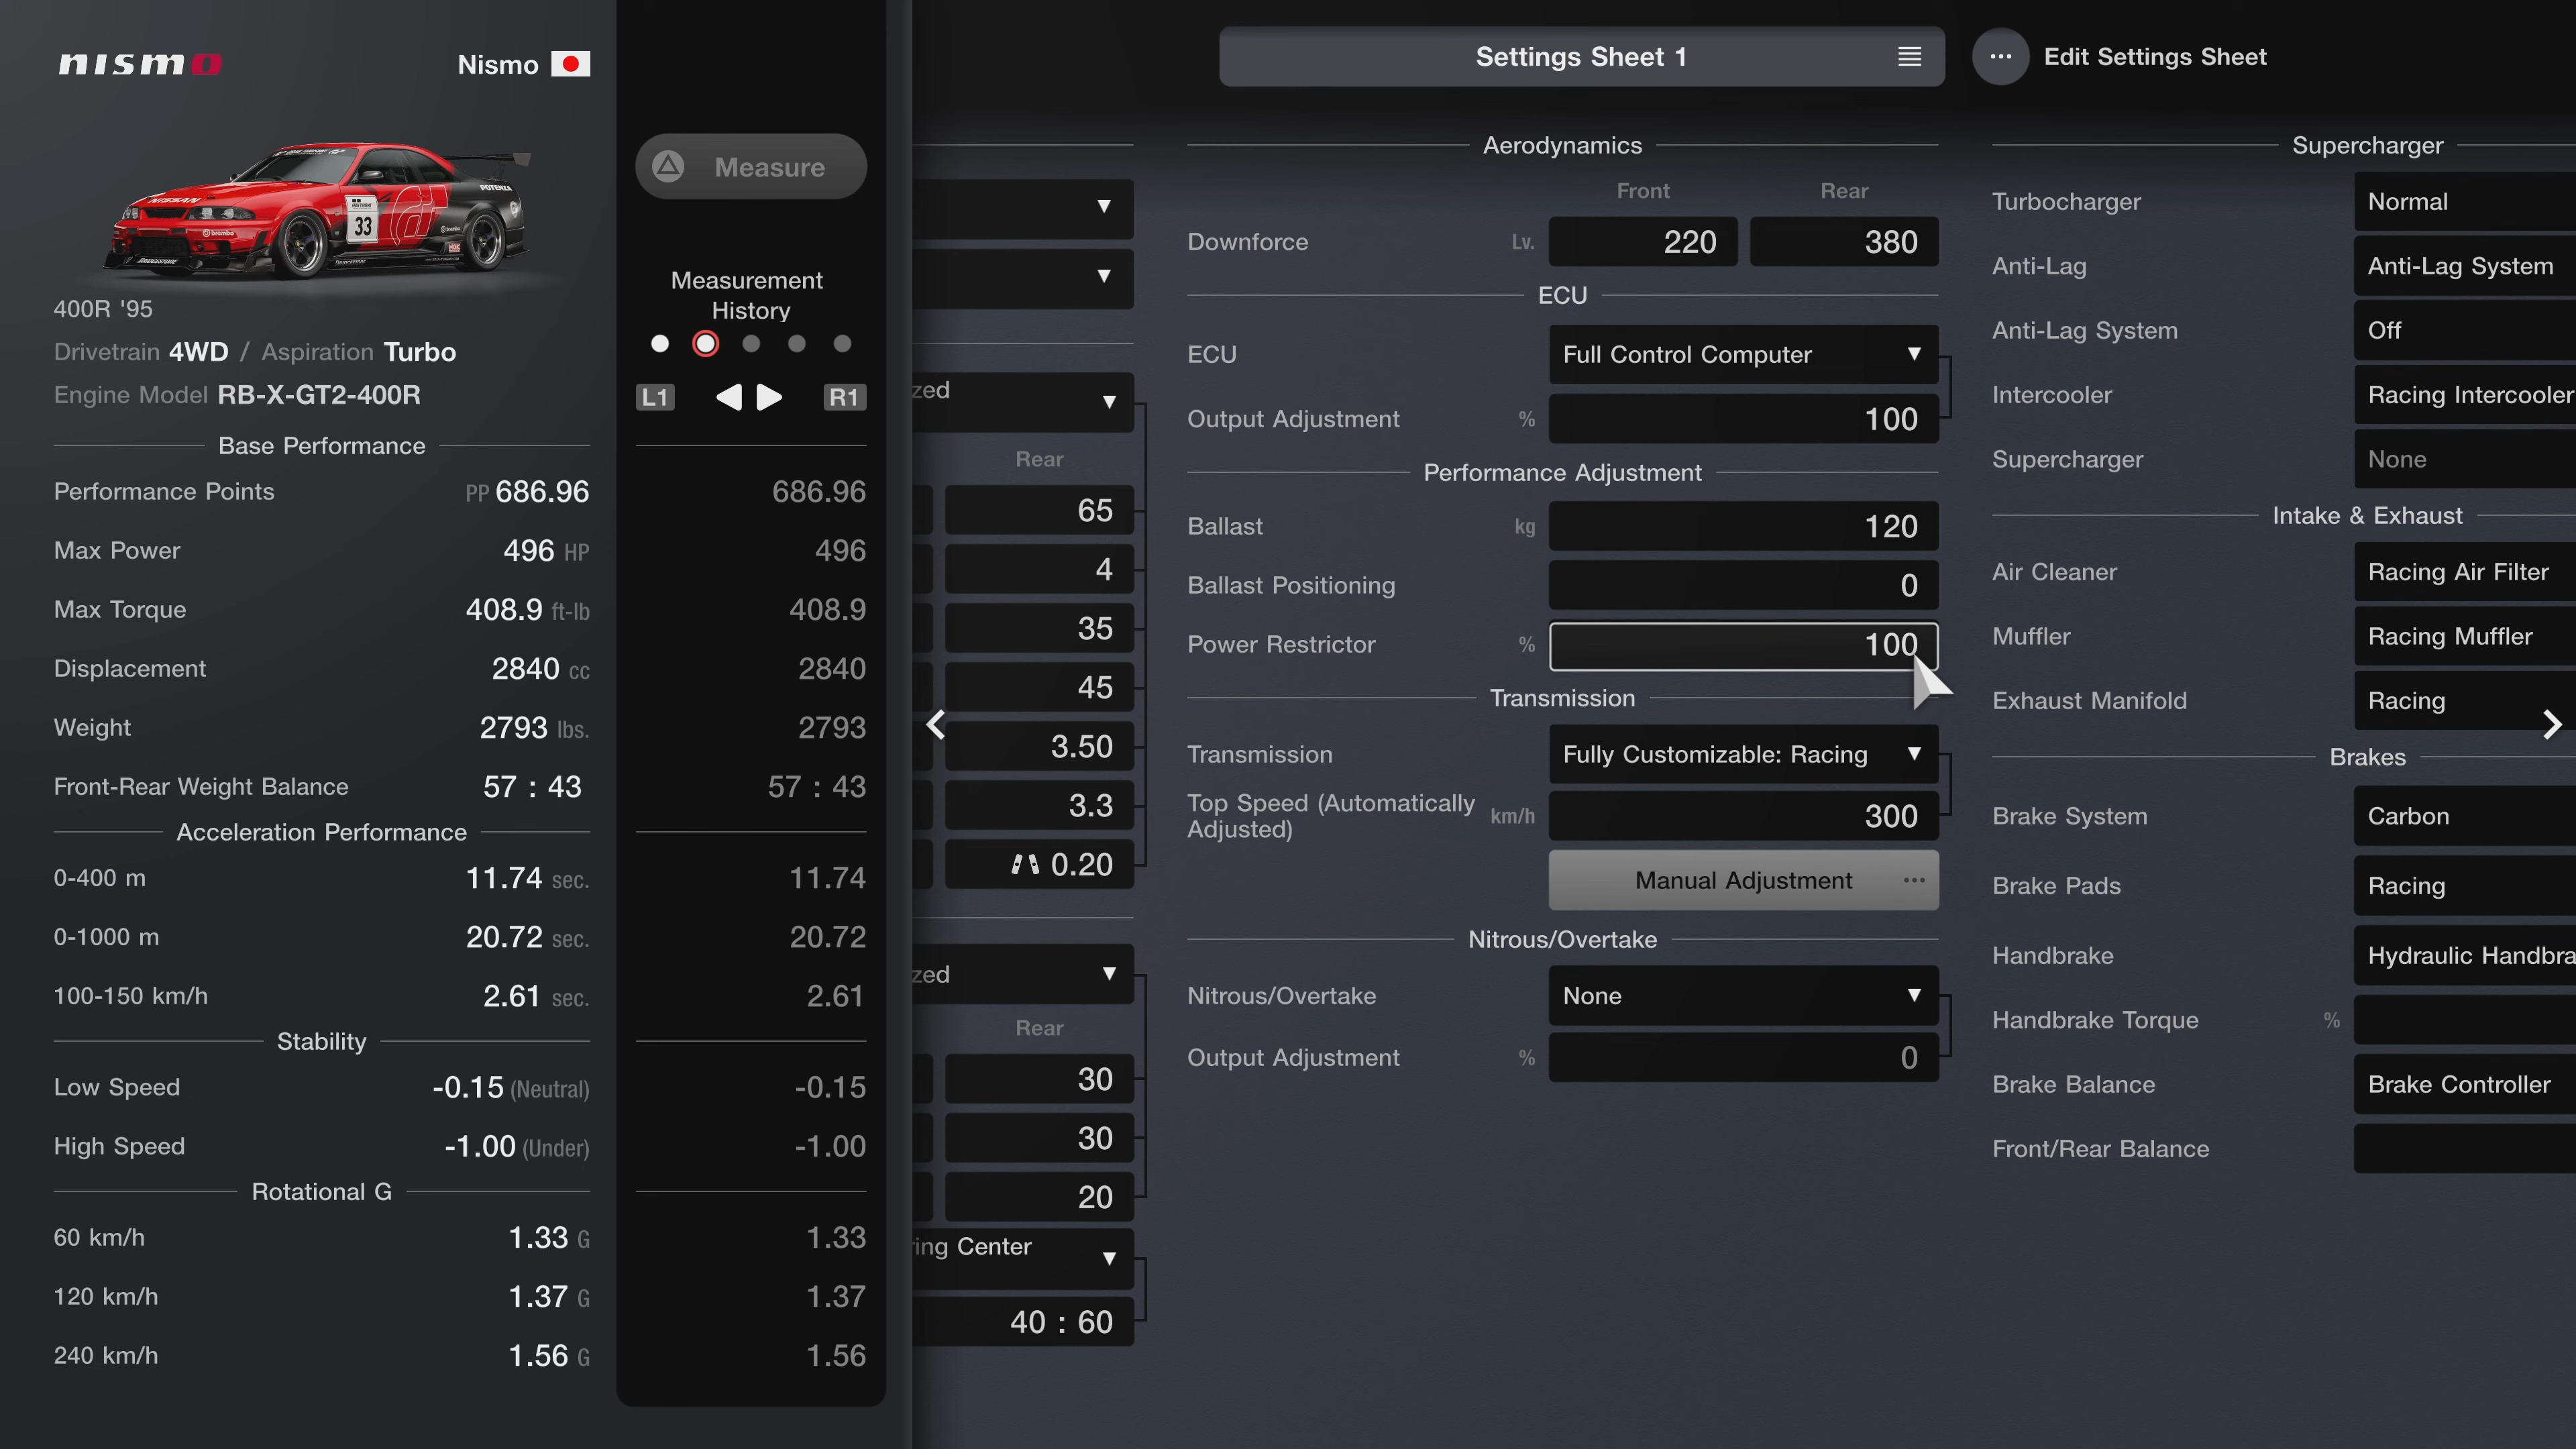 nismo
Nismo
400R '95
Drivetrain 4WD / Aspiration Turbo
Engine Model RB-X-GT2-400R
Base Performance
Performance Points PP 686.96
Max Power 496 HP
Max Torque 408.9 ft-lb
Displacement 2840 cc
Weight 2793 lbs.
Front-Rear Weight Balance 57 : 43
Acceleration Performance
0-400 m 11.74 sec.
0-1000 m 20.72 sec.
100-150 km/h 2.61 sec.
Stability
Low Speed -0.15 (Neutral)
High Speed -1.00 (Under)
Rotational G
60 km/h 1.33 G
120 km/h 1.37 G
240 km/h 1.56 G
Measure
Measurement
History
L1 R1
686.96
496
408.9
2840
2793
57 : 43
11.74
20.72
2.61
-0.15
-1.00
1.33
1.37
1.56
zed
Rear
65
4
35
45
3.50
3.3
0.20
zed
Rear
30
30
20
ring Center
40 : 60
Settings Sheet 1
Edit Settings Sheet
Aerodynamics
Front Rear
Downforce Lv. 220 380
ECU
ECU Full Control Computer
Output Adjustment % 100
Performance Adjustment
Ballast kg 120
Ballast Positioning 0
Power Restrictor % 100
Transmission
Transmission Fully Customizable: Racing
Top Speed (Automatically
Adjusted) km/h 300
Manual Adjustment
Nitrous/Overtake
Nitrous/Overtake None
Output Adjustment % 0
Supercharger
Turbocharger Normal
Anti-Lag Anti-Lag System
Anti-Lag System Off
Intercooler Racing Intercooler
Supercharger None
Intake & Exhaust
Air Cleaner Racing Air Filter
Muffler Racing Muffler
Exhaust Manifold Racing
Brakes
Brake System Carbon
Brake Pads Racing
Handbrake Hydraulic Handbra
Handbrake Torque %
Brake Balance Brake Controller
Front/Rear Balance
NISSAN
33
brembo
POTENZA
BRIDGESTONE